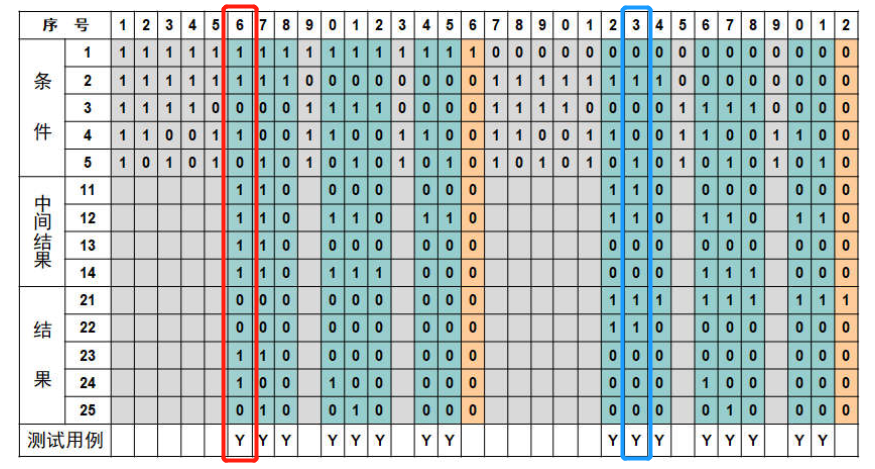 序 号 1 2 3 4 5 6 7 8 9 0 1 2 3 4 5 6 7 8 9 0 1 2 3 4 5 6 7 8 9 0 1 2
条件
1 1 1 1 1 1 1 1 1 1 1 1 1 1 1 1 1 0 0 0 0 0 0 0 0 0 0 0 0 0 0 0 0
2 1 1 1 1 1 1 1 1 0 0 0 0 0 0 0 0 1 1 1 1 1 1 1 1 0 0 0 0 0 0 0 0
3 1 1 1 1 0 0 0 0 1 1 1 1 0 0 0 0 1 1 1 1 0 0 0 0 1 1 1 1 0 0 0 0
4 1 1 0 0 1 1 0 0 1 1 0 0 1 1 0 0 1 1 0 0 1 1 0 0 1 1 0 0 1 1 0 0
5 1 0 1 0 1 0 1 0 1 0 1 0 1 0 1 0 1 0 1 0 1 0 1 0 1 0 1 0 1 0 1 0
中间结果
11 1 1 0 0 0 0 0 0 0 1 1 0 0 0 0 0 0 0
12 1 1 0 1 1 0 1 1 0 1 1 0 1 1 0 1 1 0
13 1 1 0 0 0 0 0 0 0 1 1 0 0 0 0 0 0 0
14 1 1 0 1 1 1 0 0 0 0 0 0 1 1 1 0 0 0
结果
21 0 0 0 0 0 0 0 0 0 1 1 1 1 1 1 1 1 1
22 0 0 0 0 0 0 0 0 0 1 1 0 0 0 0 0 0 0
23 1 1 0 0 0 0 0 0 0 0 0 0 0 0 0 0 0 0
24 1 0 0 1 0 0 0 0 0 0 0 0 1 0 0 0 0 0
25 0 1 0 0 1 0 0 0 0 0 0 0 0 1 0 0 0 0
测试用例 Y Y Y Y Y Y Y Y Y Y Y Y Y Y Y Y